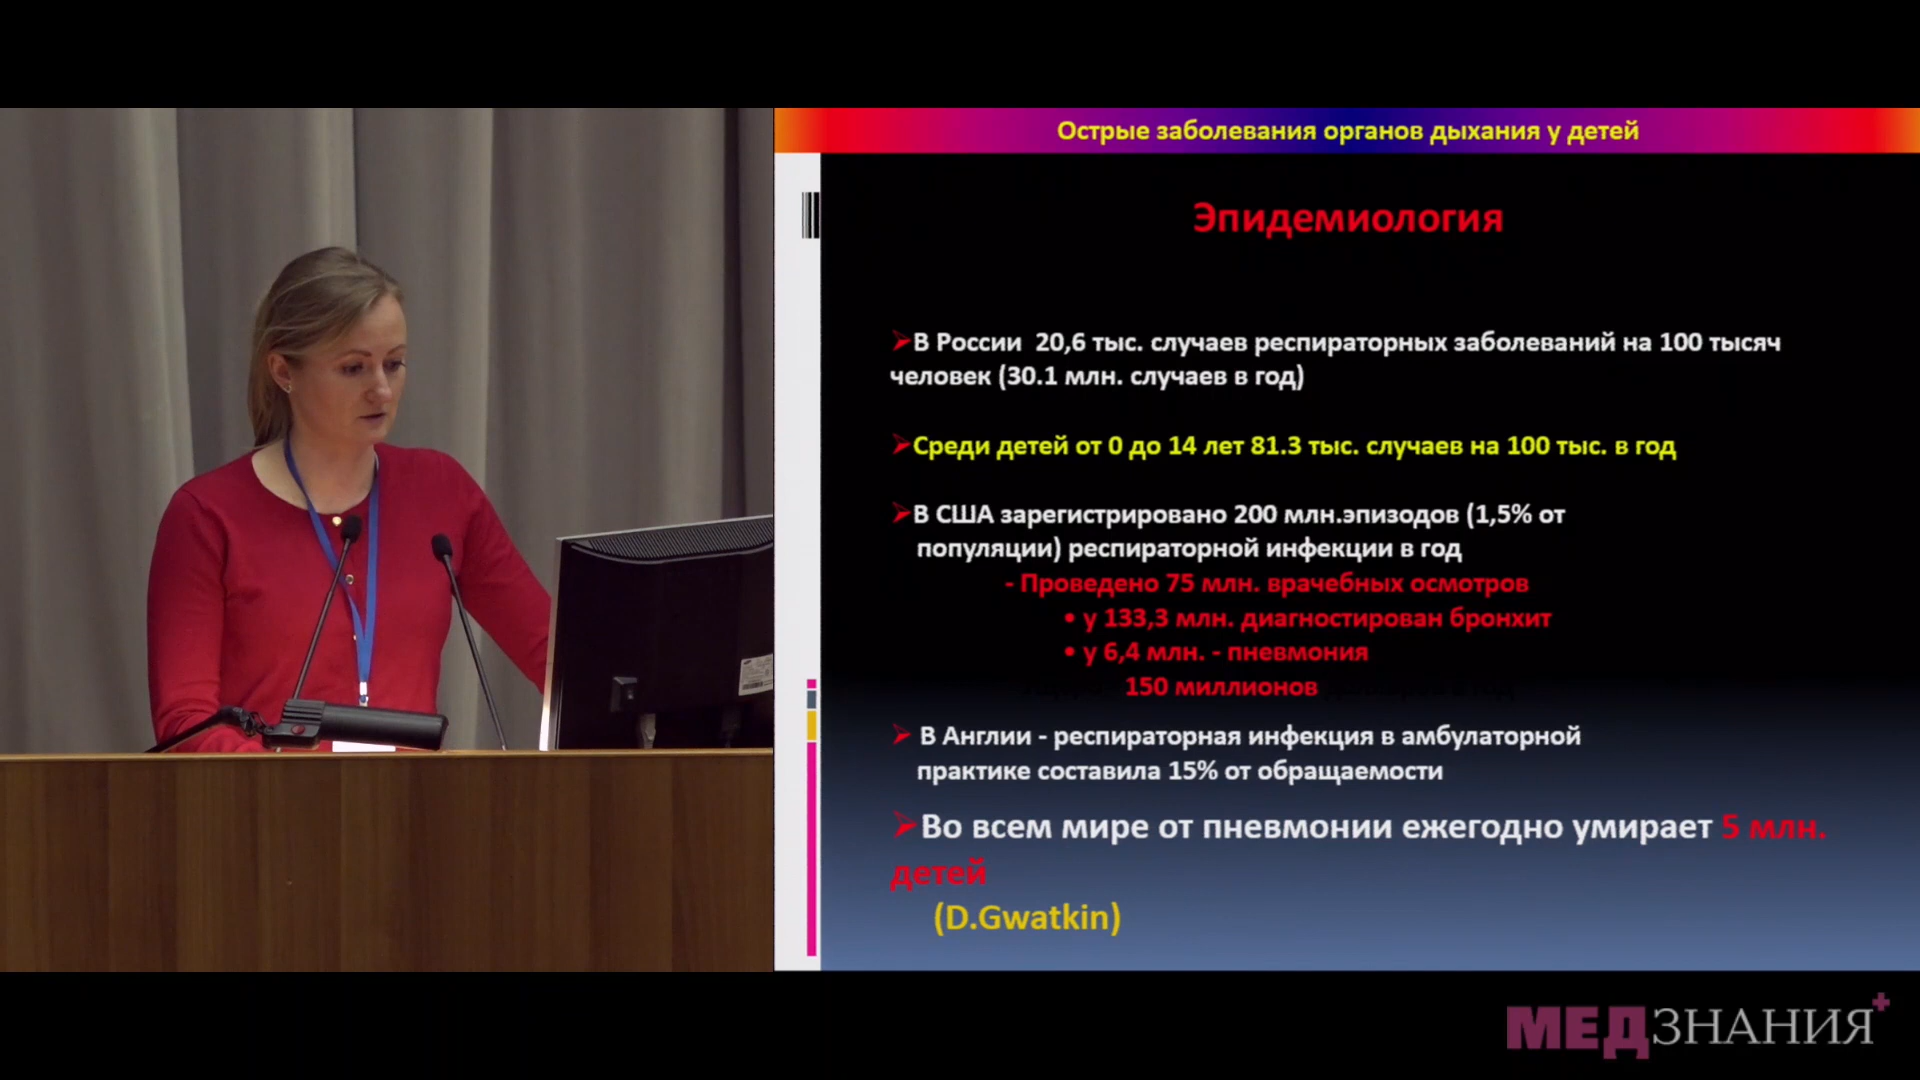 Острые заболевания органов дыхания у детей
Эпидемиология
➢В России 20,6 тыс. случаев респираторных заболеваний на 100 тысяч
человек (30.1 млн. случаев в год)
➢Среди детей от 0 до 14 лет 81.3 тыс. случаев на 100 тыс. в год
➢В США зарегистрировано 200 млн.эпизодов (1,5% от
популяции) респираторной инфекции в год
- Проведено 75 млн. врачебных осмотров
• у 133,3 млн. диагностирован бронхит
• у 6,4 млн. - пневмония
150 миллионов
➢ В Англии - респираторная инфекция в амбулаторной
практике составила 15% от обращаемости
➢Во всем мире от пневмонии ежегодно умирает 5 млн.
детей
(D.Gwatkin)
МЕДЗНАНИЯ+